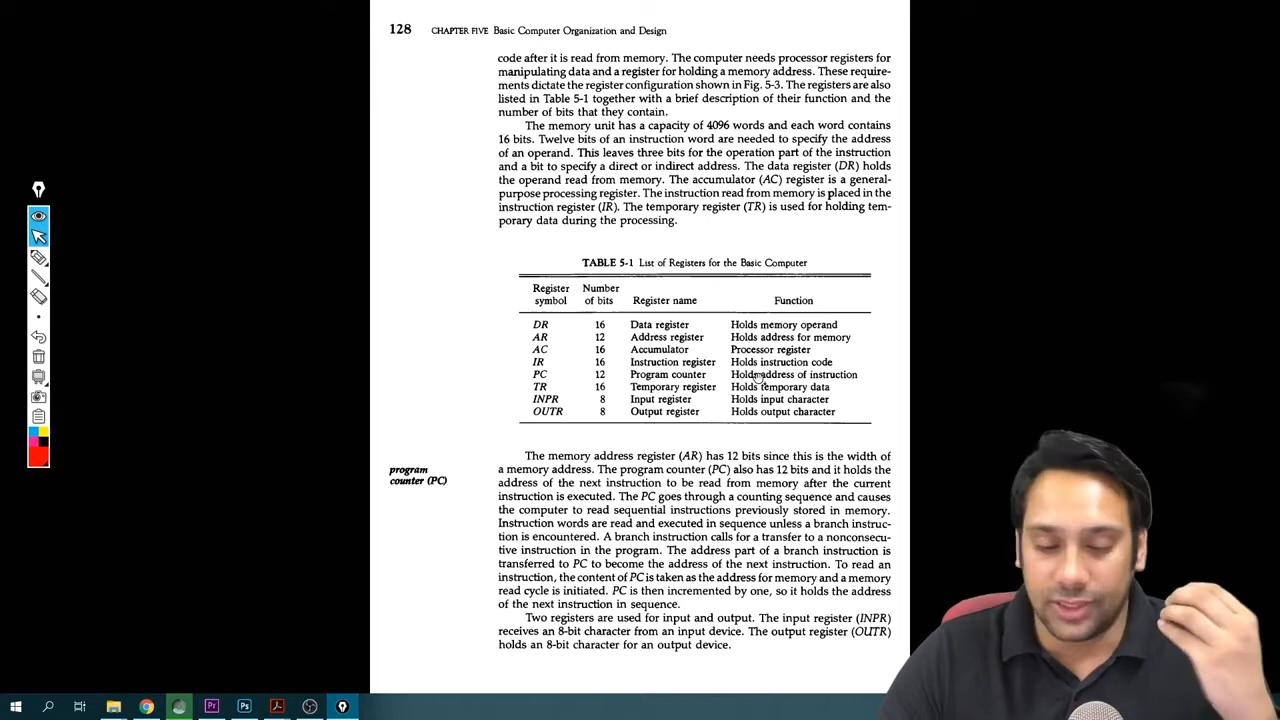 128 CHAPTER FIVE Basic Computer Organization and Design
code after it is read from memory. The computer needs processor registers for
manipulating data and a register for holding a memory address. These require-
ments dictate the register configuration shown in Fig. 5-3. The registers are also
listed in Table 5-1 together with a brief description of their function and the
number of bits that they contain.
The memory unit has a capacity of 4096 words and each word contains
16 bits. Twelve bits of an instruction word are needed to specify the address
of an operand. This leaves three bits for the operation part of the instruction
and a bit to specify a direct or indirect address. The data register (DR) holds
the operand read from memory. The accumulator (AC) register is a general-
purpose processing register. The instruction read from memory is placed in the
instruction register (IR). The temporary register (TR) is used for holding tem-
porary data during the processing.
TABLE 5-1 List of Registers for the Basic Computer
Register Number
symbol of bits Register name Function
DR 16 Data register Holds memory operand
AR 12 Address register Holds address for memory
AC 16 Accumulator Processor register
IR 16 Instruction register Holds instruction code
PC 12 Program counter Holds address of instruction
TR 16 Temporary register Holds temporary data
INPR 8 Input register Holds input character
OUTR 8 Output register Holds output character
The memory address register (AR) has 12 bits since this is the width of
program a memory address. The program counter (PC) also has 12 bits and it holds the
counter (PC) address of the next instruction to be read from memory after the current
instruction is executed. The PC goes through a counting sequence and causes
the computer to read sequential instructions previously stored in memory.
Instruction words are read and executed in sequence unless a branch instruc-
tion is encountered. A branch instruction calls for a transfer to a nonconsecu-
tive instruction in the program. The address part of a branch instruction is
transferred to PC to become the address of the next instruction. To read an
instruction, the content of PC is taken as the address for memory and a memory
read cycle is initiated. PC is then incremented by one, so it holds the address
of the next instruction in sequence.
Two registers are used for input and output. The input register (INPR)
receives an 8-bit character from an input device. The output register (OUTR)
holds an 8-bit character for an output device.
Pr
Ps